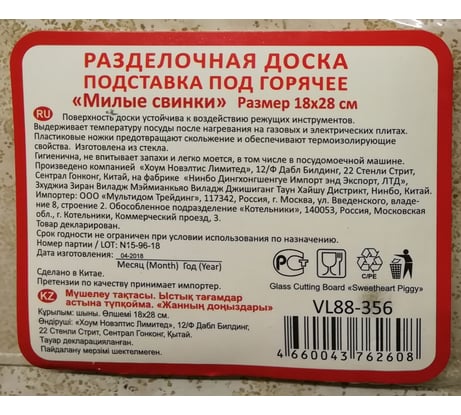 РАЗДЕЛОЧНАЯ ДОСКА
ПОДСТАВКА ПОД ГОРЯЧЕЕ
«Милые свинки» Размер 18х28 см
RU Поверхность доски устойчива к воздействию режущих инструментов.
Выдерживает температуру посуды после нагревания на газовых и электрических плитах.
Пластиковые ножки предотвращают скольжение и обеспечивают термоизолирующие
свойства. Изготовлена из стекла.
Гигиенична, не впитывает запахи и легко моется, в том числе в посудомоечной машине.
Произведено компанией «Хоум Новэлтис Лимитед», 12/Ф Дабл Билдинг, 22 Стенли Стрит,
Сентрал Гонконг, Китай, на фабрике «Нинбо Дингхонгшенге Импорт энд Экспорт, ЛТД»,
Зхуджиа Зиран Виладж Мэймианкьяо Виладж Джишиганг Таун Хайшу Дистрикт, Нинбо, Китай.
Импортер: ООО «Мультидом Трейдинг», 117342, Россия, г. Москва, ул. Введенского, владе-
ние 8, строение 2. Обособленное подразделение «Котельники», 140053, Россия, Московская
обл., г. Котельники, Коммерческий проезд, 3.
Товар декларирован.
Срок годности не ограничен при условии использования по назначению.
Номер партии / LOT: N15-96-18
Дата изготовления: 04-2018
Месяц (Month) Год (Year)
Сделано в Китае.
Претензии по качеству принимает импортер.
C/PE
Glass Cutting Board «Sweetheart Piggy»
VL88-356
4 660043 762608
KZ Мүшелеу тақтасы. Ыстық тағамдар
астына тұпқойма. «Жанның доңыздары»
Құрылым: шыны. Өлшемі 18х28 см.
Өндіруші: «Хоум Новэлтис Лимитед», 12/Ф Дабл Билдинг,
22 Стенли Стрит, Сентрал Гонконг, Қытай.
Тауар декларацияланған.
Пайдалану мерзімі шектелмеген.